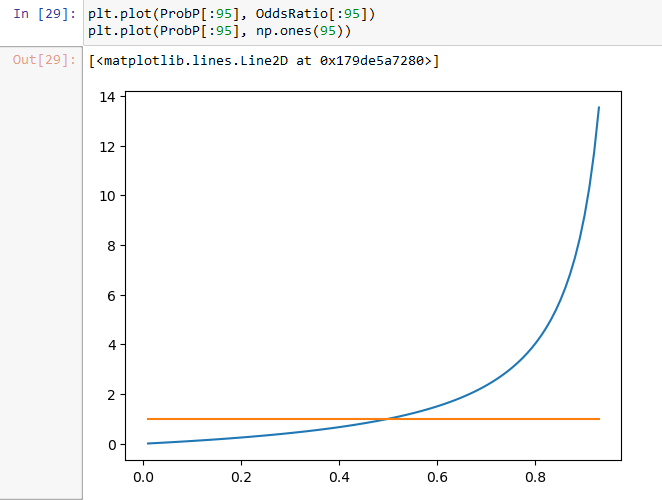 In [29]: plt.plot(ProbP[:95], OddsRatio[:95])
plt.plot(ProbP[:95], np.ones(95))
Out[29]: [<matplotlib.lines.Line2D at 0x179de5a7280>]
14
12
10
8
6
4
2
0
0.0 0.2 0.4 0.6 0.8